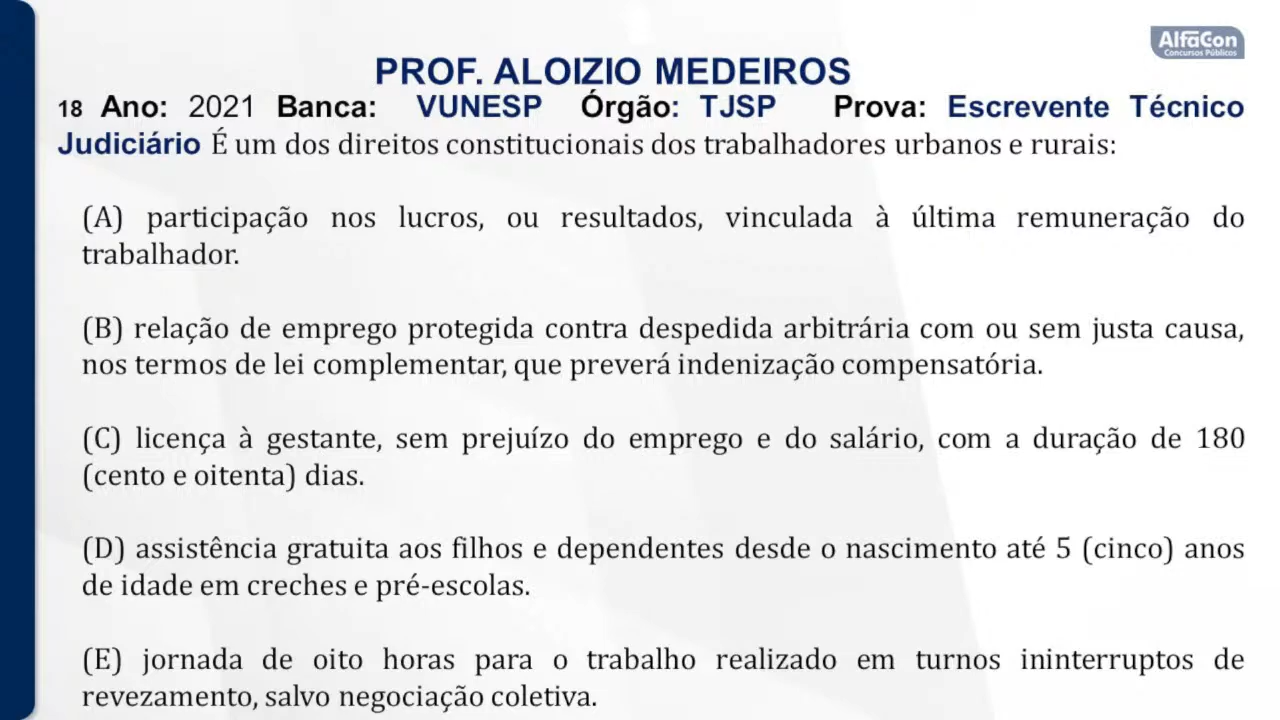 AlfaCon
Concursos Públicos
PROF. ALOIZIO MEDEIROS
18 Ano: 2021 Banca: VUNESP Órgão: TJSP Prova: Escrevente Técnico
Judiciário É um dos direitos constitucionais dos trabalhadores urbanos e rurais:
(A) participação nos lucros, ou resultados, vinculada à última remuneração do
trabalhador.
(B) relação de emprego protegida contra despedida arbitrária com ou sem justa causa,
nos termos de lei complementar, que preverá indenização compensatória.
(C) licença à gestante, sem prejuízo do emprego e do salário, com a duração de 180
(cento e oitenta) dias.
(D) assistência gratuita aos filhos e dependentes desde o nascimento até 5 (cinco) anos
de idade em creches e pré-escolas.
(E) jornada de oito horas para o trabalho realizado em turnos ininterruptos de
revezamento, salvo negociação coletiva.